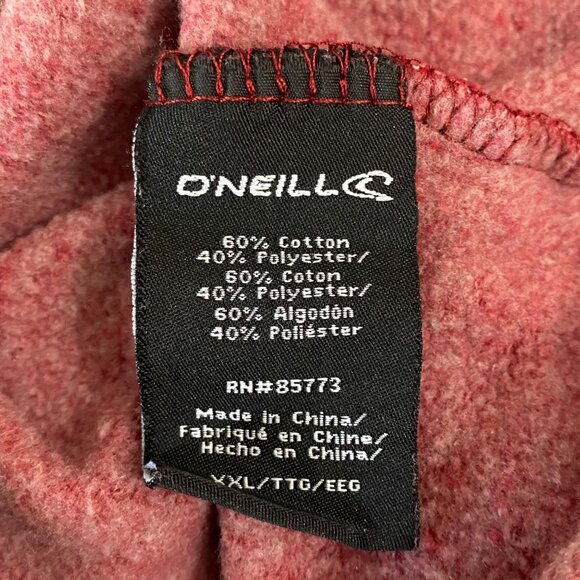 O'NEILL
60% Cotton
40% Polyester/
60% Coton
40% Polyester/
60% Algodón
40% Poliéster
RN#85773
Made in China/
Fabriqué en Chine/
Hecho en China/
XXL/TTG/EEG